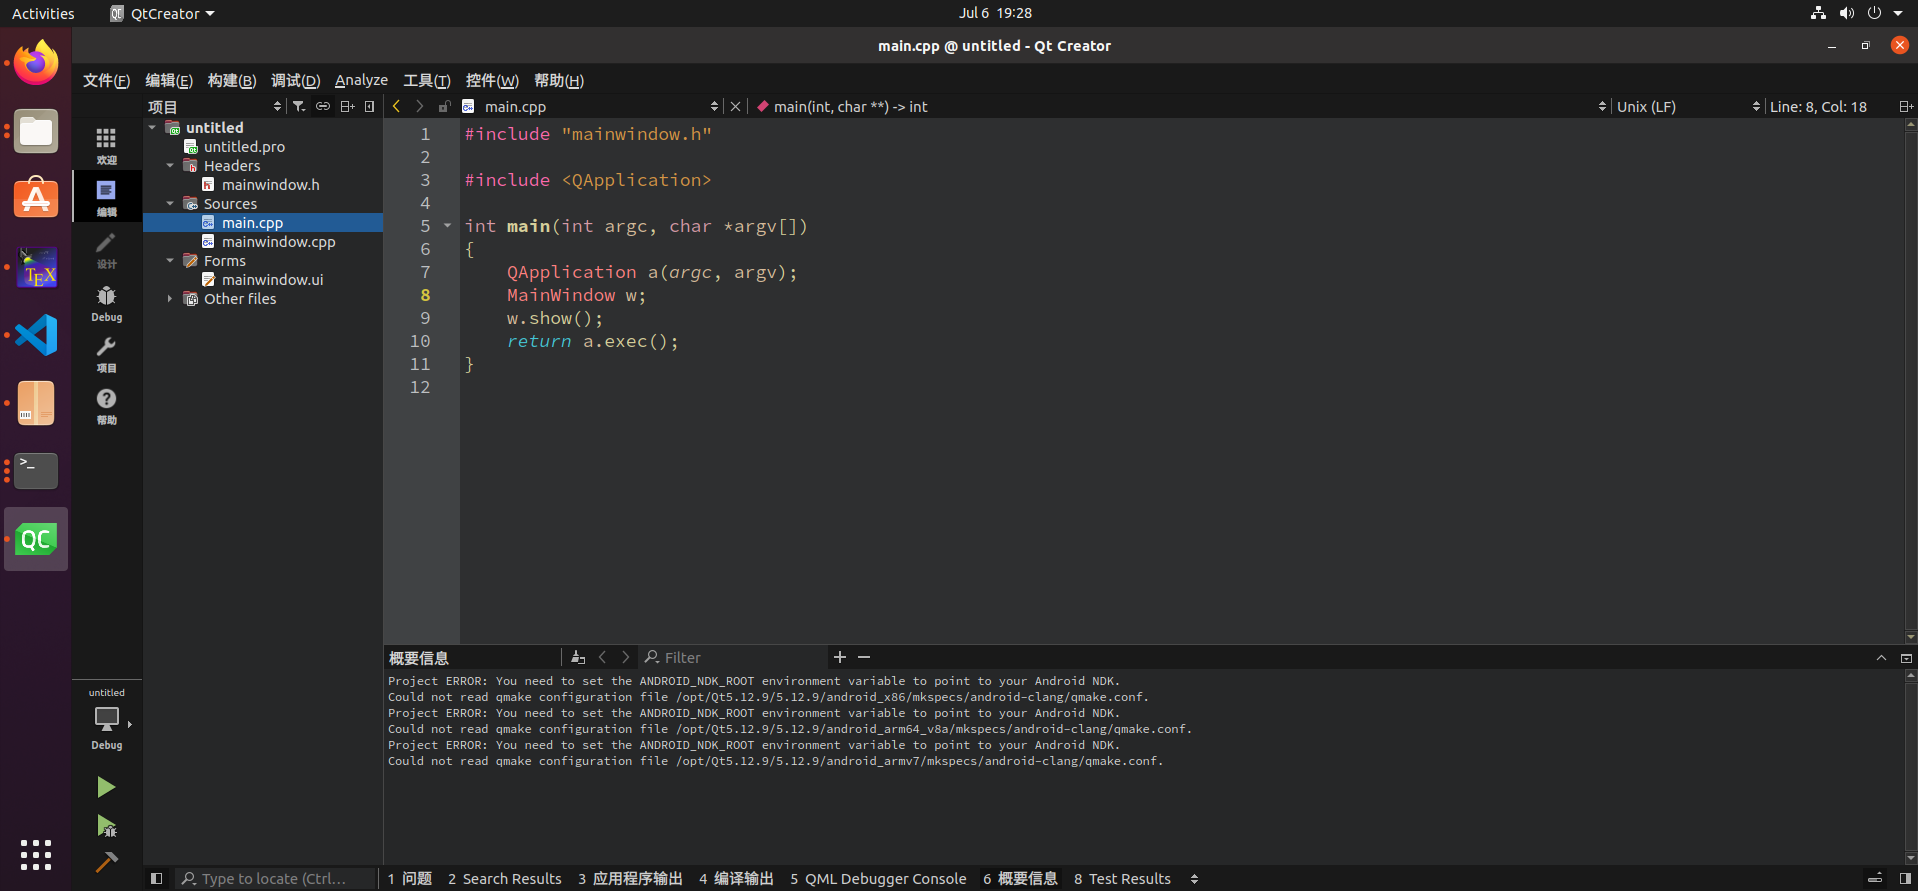 Activities
QtCreator
Jul 6 19:28
main.cpp @ untitled - Qt Creator
文件(F) 编辑(E) 构建(B) 调试(D) Analyze 工具(T) 控件(W) 帮助(H)
项目
main.cpp
main(int, char **) -> int
Unix (LF)
Line: 8, Col: 18
欢迎
编辑
设计
Debug
项目
帮助
untitled
untitled.pro
Headers
mainwindow.h
Sources
main.cpp
mainwindow.cpp
Forms
mainwindow.ui
Other files
1 #include "mainwindow.h"
2
3 #include <QApplication>
4
5 int main(int argc, char *argv[])
6 {
7 QApplication a(argc, argv);
8 MainWindow w;
9 w.show();
10 return a.exec();
11 }
12
概要信息
Filter
Project ERROR: You need to set the ANDROID_NDK_ROOT environment variable to point to your Android NDK.
Could not read qmake configuration file /opt/Qt5.12.9/5.12.9/android_x86/mkspecs/android-clang/qmake.conf.
Project ERROR: You need to set the ANDROID_NDK_ROOT environment variable to point to your Android NDK.
Could not read qmake configuration file /opt/Qt5.12.9/5.12.9/android_arm64_v8a/mkspecs/android-clang/qmake.conf.
Project ERROR: You need to set the ANDROID_NDK_ROOT environment variable to point to your Android NDK.
Could not read qmake configuration file /opt/Qt5.12.9/5.12.9/android_armv7/mkspecs/android-clang/qmake.conf.
untitled
Debug
TEX
QC
Type to locate (Ctrl...
1 问题 2 Search Results 3 应用程序输出 4 编译输出 5 QML Debugger Console 6 概要信息 8 Test Results